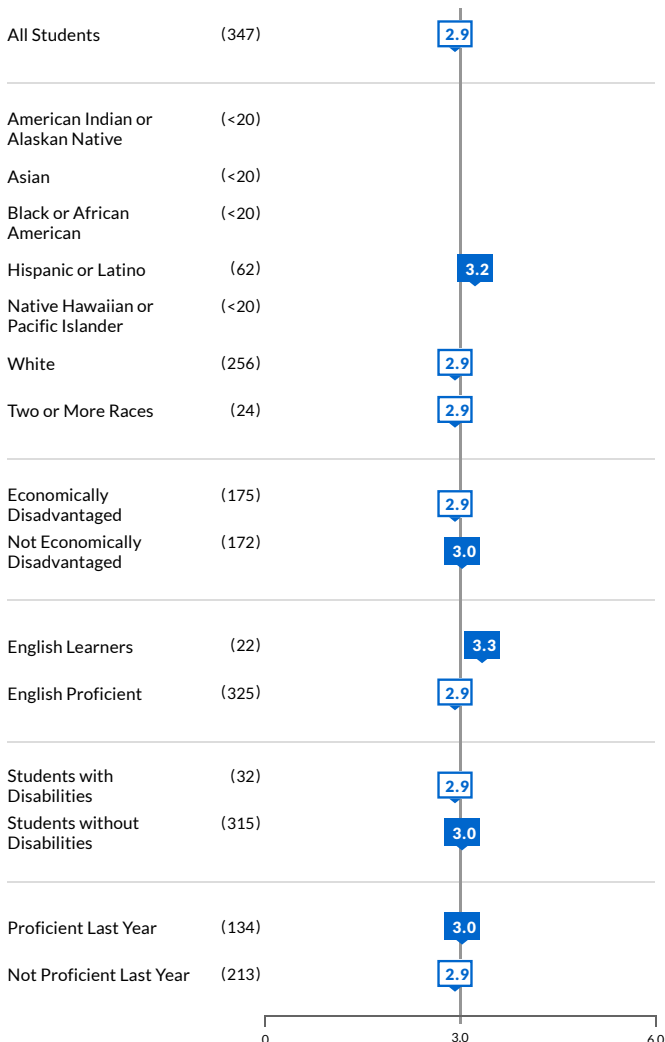 All Students (347) 2.9
American Indian or (<20)
Alaskan Native
Asian (<20)
Black or African (<20)
American
Hispanic or Latino (62) 3.2
Native Hawaiian or (<20)
Pacific Islander
White (256) 2.9
Two or More Races (24) 2.9
Economically (175) 2.9
Disadvantaged
Not Economically (172) 3.0
Disadvantaged
English Learners (22) 3.3
English Proficient (325) 2.9
Students with (32) 2.9
Disabilities
Students without (315) 3.0
Disabilities
Proficient Last Year (134) 3.0
Not Proficient Last Year (213) 2.9
0 3.0 6.0